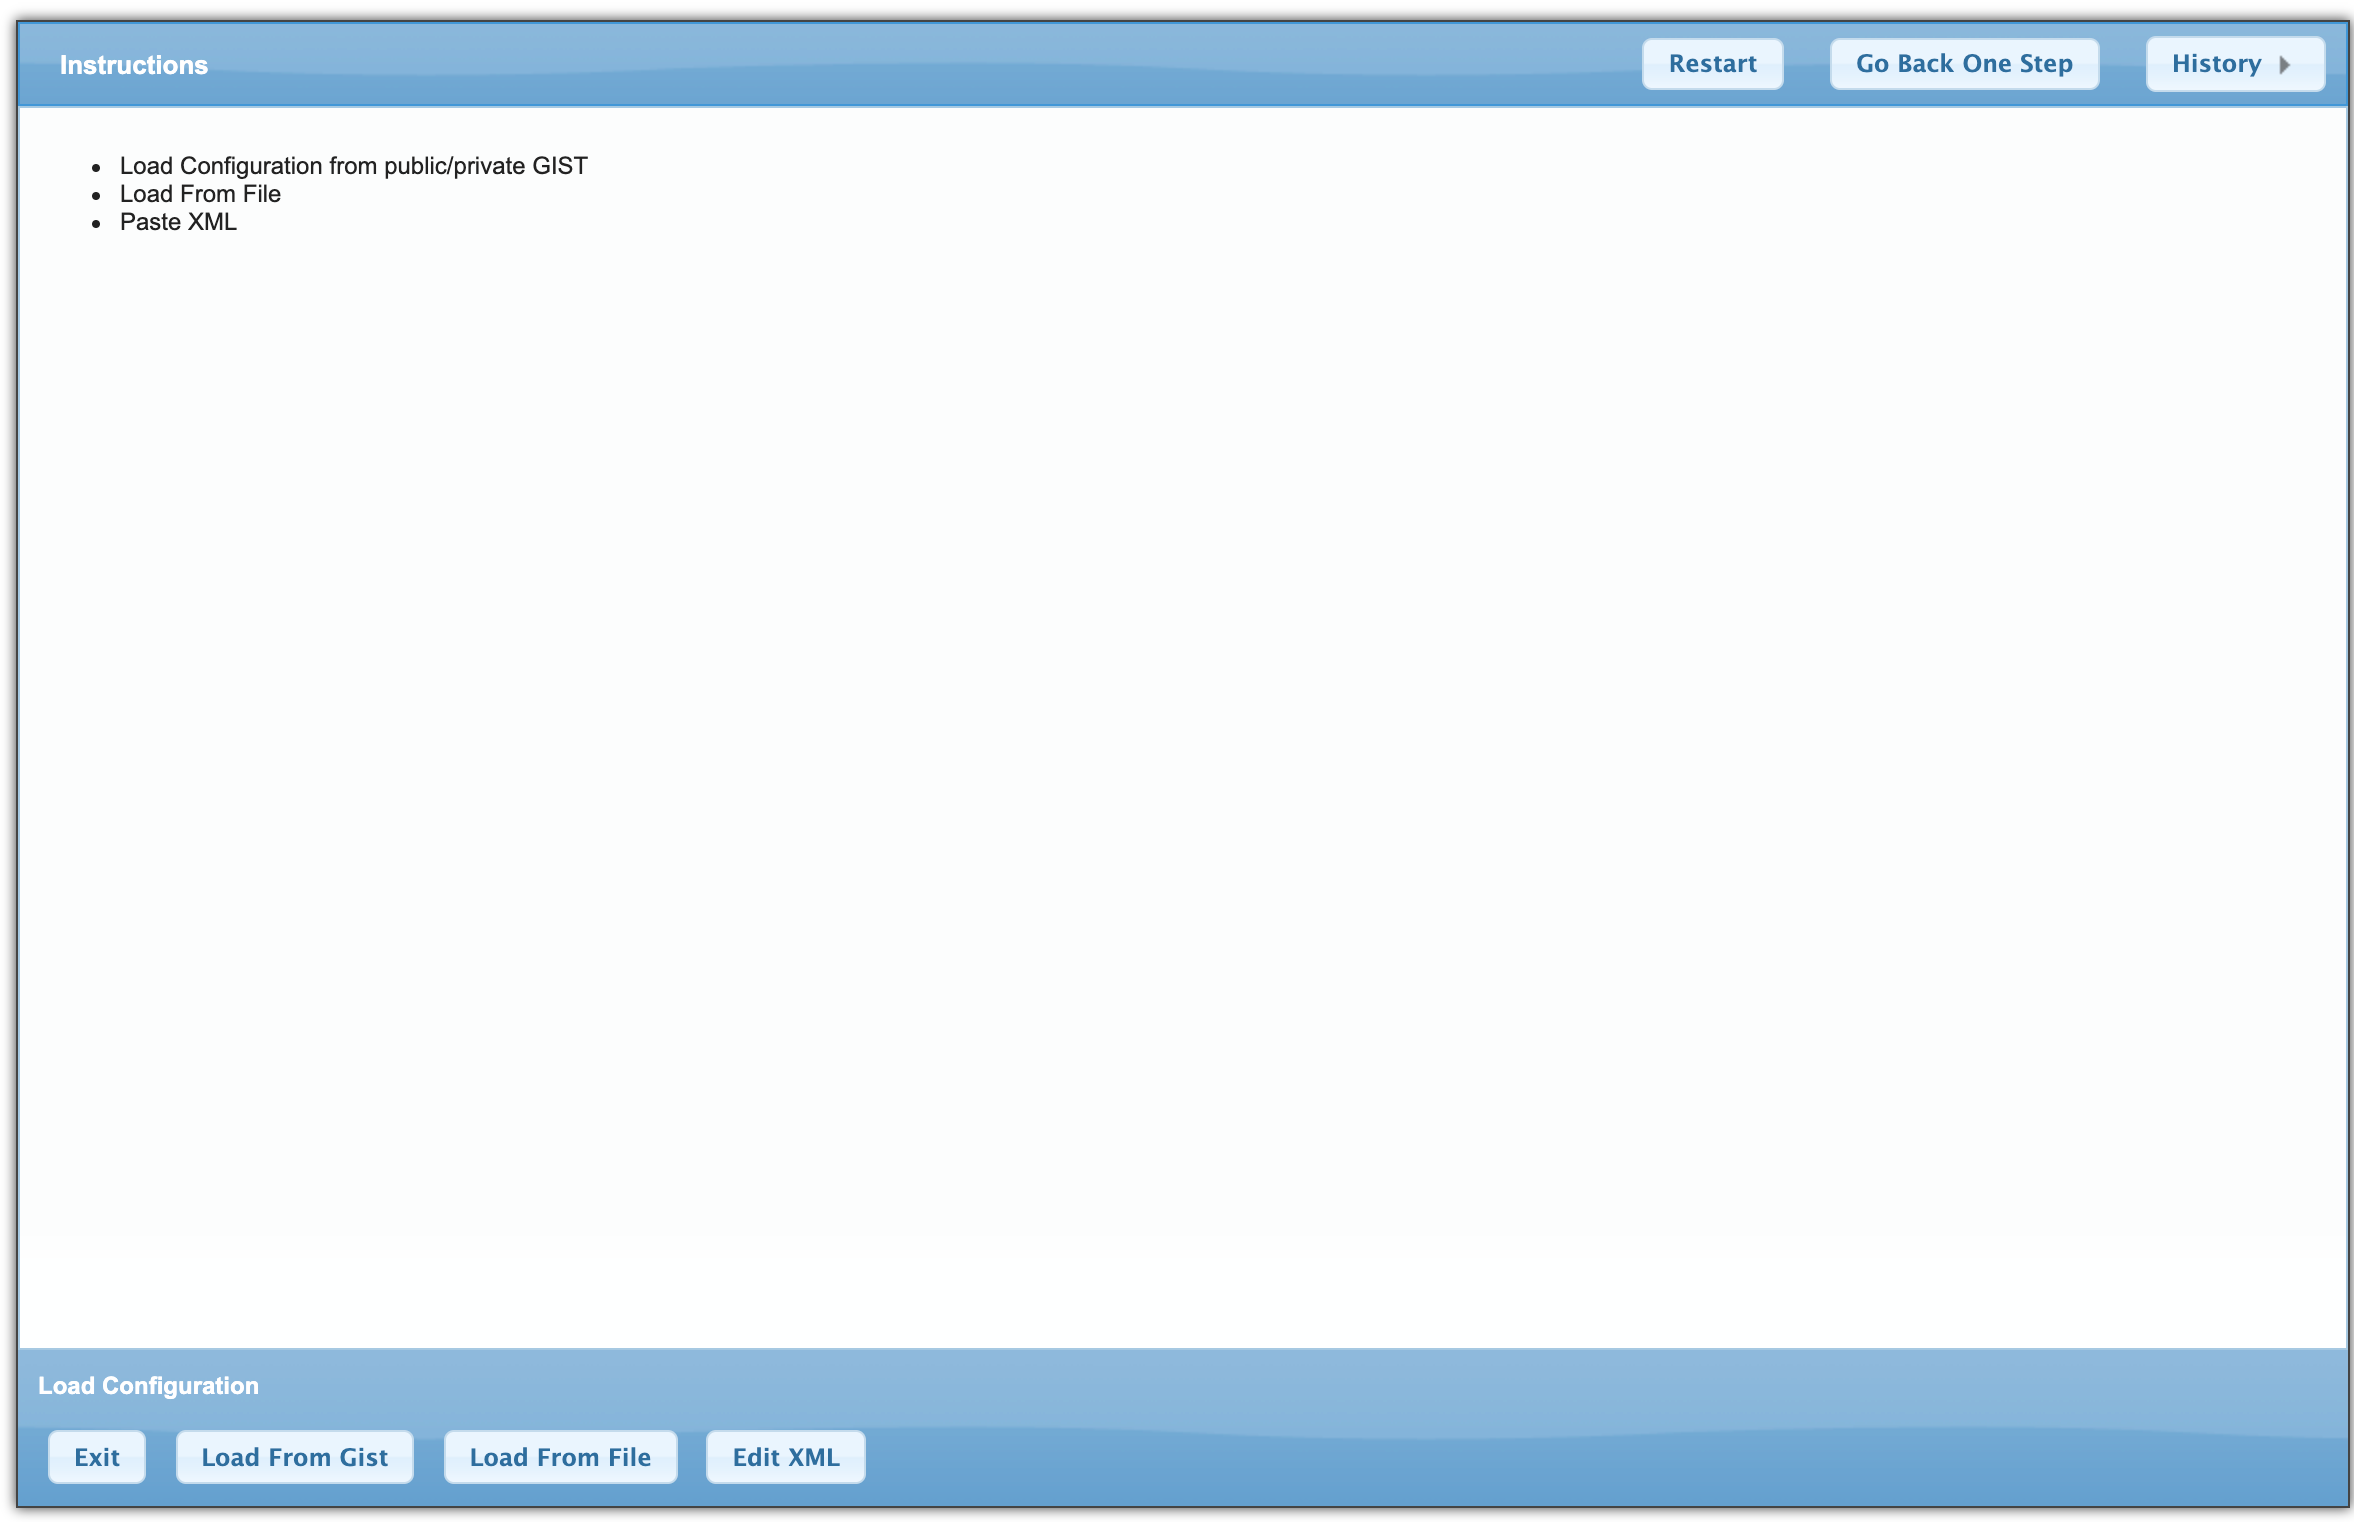 Instructions
Restart
Go Back One Step
History
Load Configuration from public/private GIST
Load From File
Paste XML
Load Configuration
Exit
Load From Gist
Load From File
Edit XML